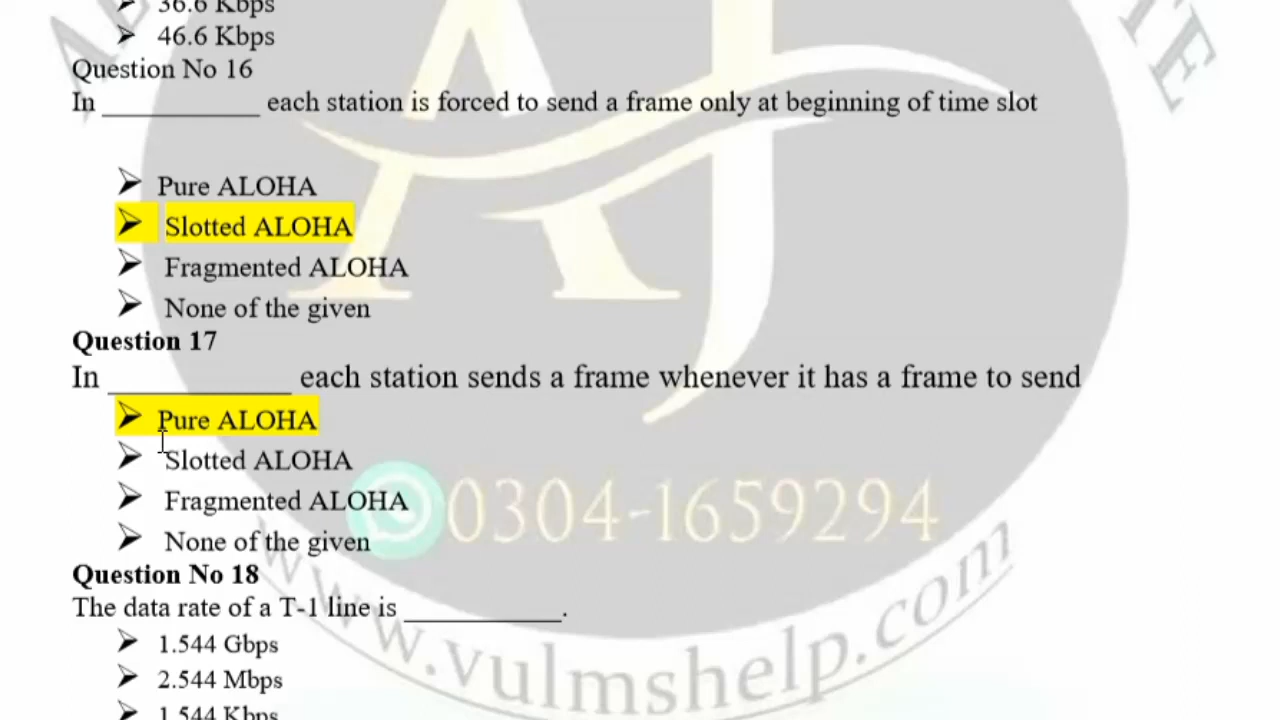 36.6 Kbps
46.6 Kbps
Question No 16
In ____________ each station is forced to send a frame only at beginning of time slot
Pure ALOHA
Slotted ALOHA
Fragmented ALOHA
None of the given
Question 17
In ____________ each station sends a frame whenever it has a frame to send
Pure ALOHA
Slotted ALOHA
Fragmented ALOHA
0304-1659294
None of the given
Question No 18
The data rate of a T-1 line is ____________.
1.544 Gbps
2.544 Mbps
1.544 Kbps
www.vulmshelp.com